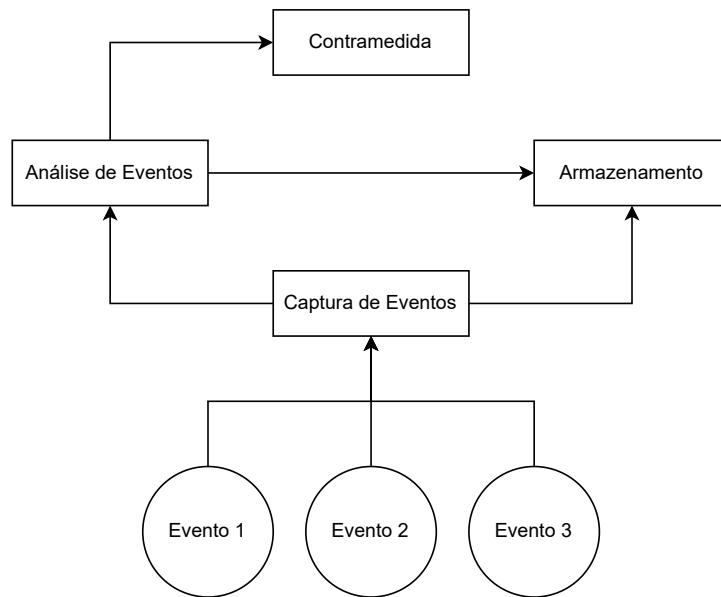 Contramedida
Análise de Eventos
Armazenamento
Captura de Eventos
Evento 1
Evento 2
Evento 3